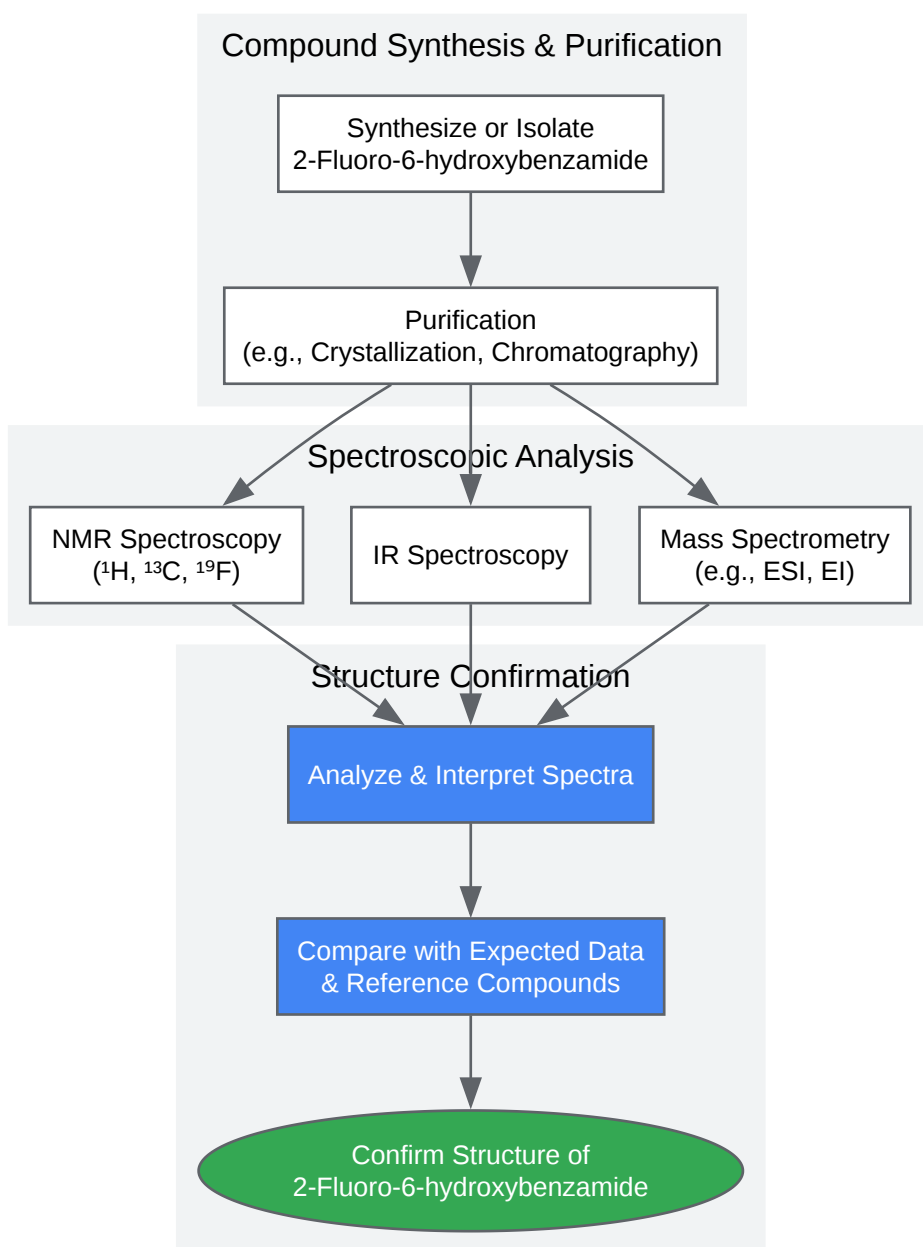 Compound Synthesis & Purification
Synthesize or Isolate
2-Fluoro-6-hydroxybenzamide
Purification
(e.g., Crystallization, Chromatography)
Spectroscopic Analysis
NMR Spectroscopy
(¹H, ¹³C, ¹⁹F)
IR Spectroscopy
Mass Spectrometry
(e.g., ESI, EI)
Structure Confirmation
Analyze & Interpret Spectra
Compare with Expected Data
& Reference Compounds
Confirm Structure of
2-Fluoro-6-hydroxybenzamide